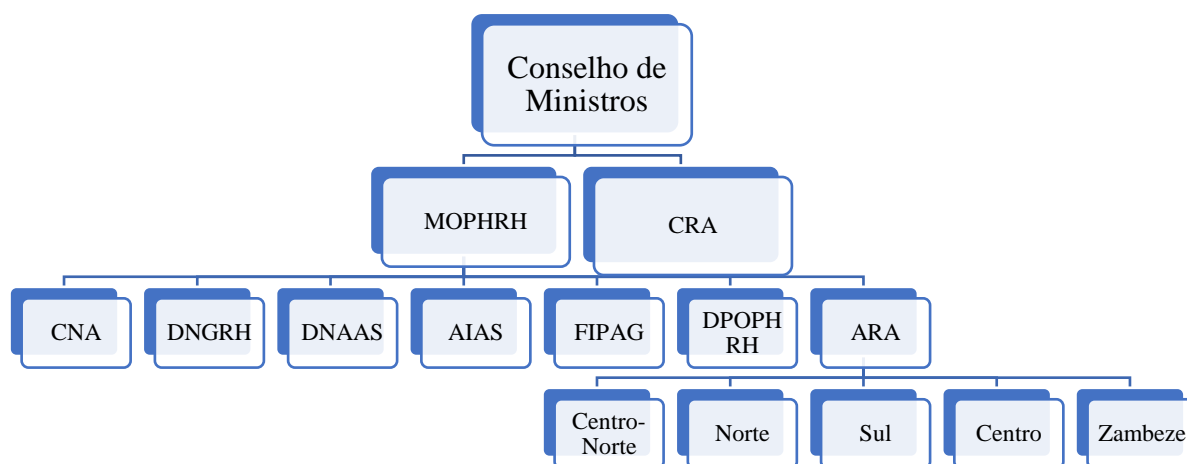 Conselho de
Ministros
MOPHRH
CRA
CNA
DNGRH
DNAAS
AIAS
FIPAG
DPOPH
RH
ARA
Centro-
Norte
Norte
Sul
Centro
Zambeze